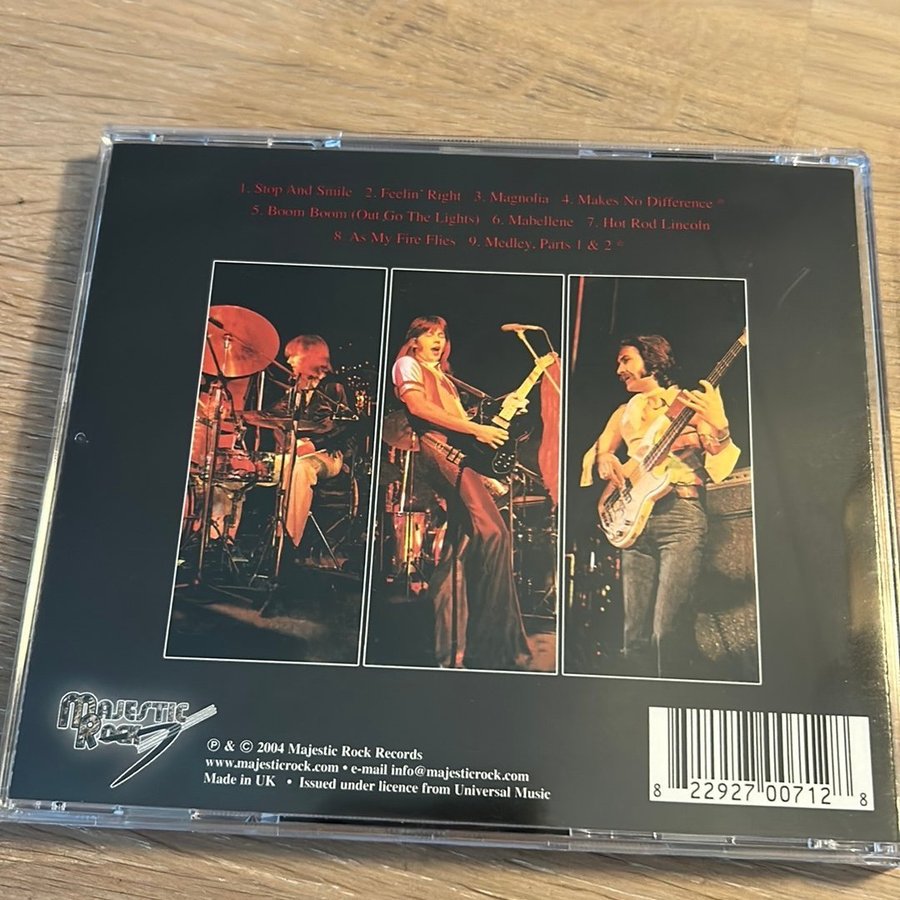 1. Stop And Smile 2. Feelin' Right 3. Magnolia 4. Makes No Difference *
5. Boom Boom (Out Go The Lights) 6. Mabellene 7. Hot Rod Lincoln
8. As My Fire Flies 9. Medley, Parts 1 & 2 *
MAJESTIC
ROCK
℗ & © 2004 Majestic Rock Records
www.majesticrock.com • e-mail info@majesticrock.com
Made in UK • Issued under licence from Universal Music
8 22927 00712 8